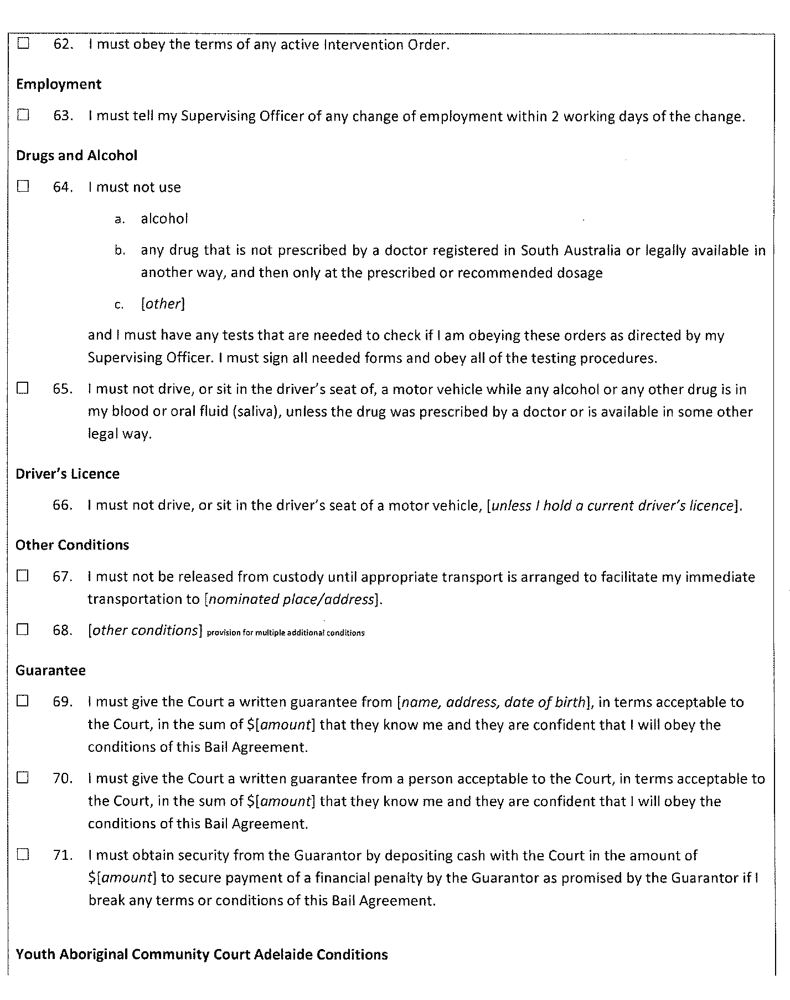 ☐ 62. I must obey the terms of any active Intervention Order.
Employment
☐ 63. I must tell my Supervising Officer of any change of employment within 2 working days of the change.
Drugs and Alcohol
☐ 64. I must not use
a. alcohol
b. any drug that is not prescribed by a doctor registered in South Australia or legally available in
another way, and then only at the prescribed or recommended dosage
c. [other]
and I must have any tests that are needed to check if I am obeying these orders as directed by my
Supervising Officer. I must sign all needed forms and obey all of the testing procedures.
☐ 65. I must not drive, or sit in the driver's seat of, a motor vehicle while any alcohol or any other drug is in
my blood or oral fluid (saliva), unless the drug was prescribed by a doctor or is available in some other
legal way.
Driver's Licence
66. I must not drive, or sit in the driver's seat of a motor vehicle, [unless I hold a current driver's licence].
Other Conditions
☐ 67. I must not be released from custody until appropriate transport is arranged to facilitate my immediate
transportation to [nominated place/address].
☐ 68. [other conditions] provision for multiple additional conditions
Guarantee
☐ 69. I must give the Court a written guarantee from [name, address, date of birth], in terms acceptable to
the Court, in the sum of $[amount] that they know me and they are confident that I will obey the
conditions of this Bail Agreement.
☐ 70. I must give the Court a written guarantee from a person acceptable to the Court, in terms acceptable to
the Court, in the sum of $[amount] that they know me and they are confident that I will obey the
conditions of this Bail Agreement.
☐ 71. I must obtain security from the Guarantor by depositing cash with the Court in the amount of
$[amount] to secure payment of a financial penalty by the Guarantor as promised by the Guarantor if I
break any terms or conditions of this Bail Agreement.
Youth Aboriginal Community Court Adelaide Conditions